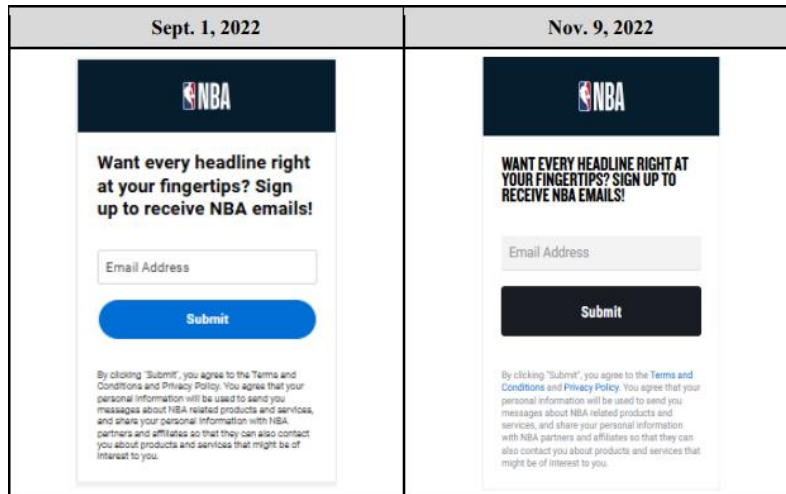 Sept. 1, 2022
Nov. 9, 2022
NBA
Want every headline right
at your fingertips? Sign
up to receive NBA emails!
Email Address
Submit
By clicking "Submit", you agree to the Terms and
Conditions and Privacy Policy. You agree that your
personal information will be used to send you
messages about NBA related products and services,
and share your personal information with NBA
partners and affiliates so that they can also contact
you about products and services that might be of
interest to you.
NBA
WANT EVERY HEADLINE RIGHT AT
YOUR FINGERTIPS? SIGN UP TO
RECEIVE NBA EMAILS!
Email Address
Submit
By clicking "Submit", you agree to the Terms and
Conditions and Privacy Policy. You agree that your
personal information will be used to send you
messages about NBA related products and
services, and share your personal information
with NBA partners and affiliates so that they can
also contact you about products and services that
might be of interest to you.